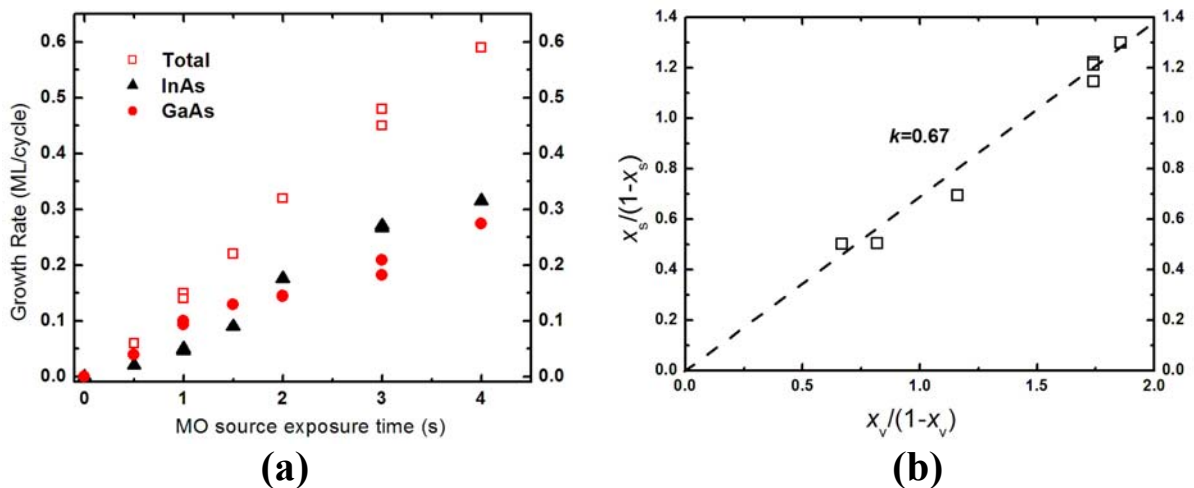 0.6
0.5
0.4
0.3
0.2
0.1
0.0
Growth Rate (ML/cycle)
Total
InAs
GaAs
0.6
0.5
0.4
0.3
0.2
0.1
0.0
0 1 2 3 4
MO source exposure time (s)
(a)
1.4
1.2
1.0
0.8
0.6
0.4
0.2
0.0
x_s/(1-x_s)
k=0.67
1.4
1.2
1.0
0.8
0.6
0.4
0.2
0.0
0.0 0.5 1.0 1.5 2.0
x_v/(1-x_v)
(b)